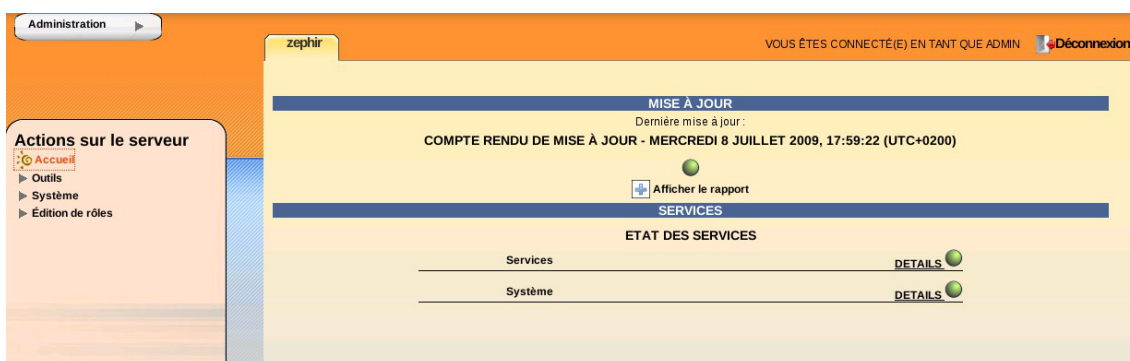 Administration
zephir
VOUS ÊTES CONNECTÉ(E) EN TANT QUE ADMIN
Déconnexion
Actions sur le serveur
Accueil
Outils
Système
Édition de rôles
MISE À JOUR
Dernière mise à jour :
COMPTE RENDU DE MISE À JOUR - MERCREDI 8 JUILLET 2009, 17:59:22 (UTC+0200)
Afficher le rapport
SERVICES
ETAT DES SERVICES
Services DETAILS
Système DETAILS